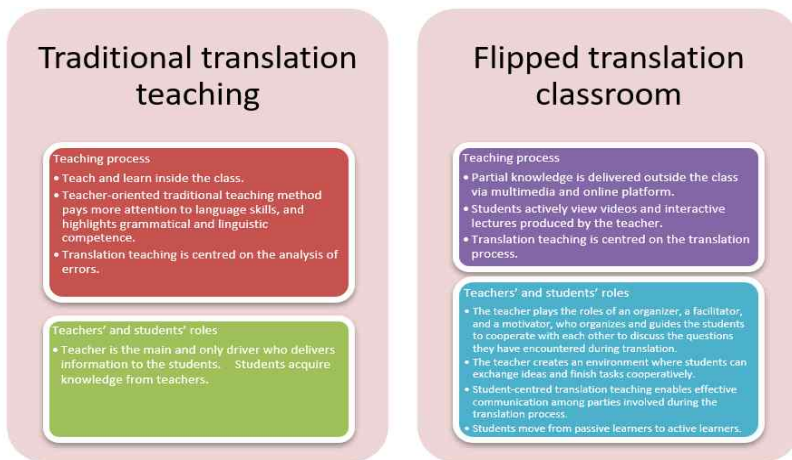 Traditional translation
teaching
Teaching process
• Teach and learn inside the class.
• Teacher-oriented traditional teaching method
pays more attention to language skills, and
highlights grammatical and linguistic
competence.
• Translation teaching is centred on the analysis of
errors.
Teachers' and students' roles
• Teacher is the main and only driver who delivers
information to the students. Students acquire
knowledge from teachers.
Flipped translation
classroom
Teaching process
• Partial knowledge is delivered outside the class
via multimedia and online platform.
• Students actively view videos and interactive
lectures produced by the teacher.
• Translation teaching is centred on the translation
process.
Teachers' and students' roles
• The teacher plays the roles of an organizer, a facilitator,
and a motivator, who organizes and guides the students
to cooperate with each other to discuss the questions
they have encountered during translation.
• The teacher creates an environment where students can
exchange ideas and finish tasks cooperatively.
• Student-centred translation teaching enables effective
communication among parties involved during the
translation process.
• Students move from passive learners to active learners.